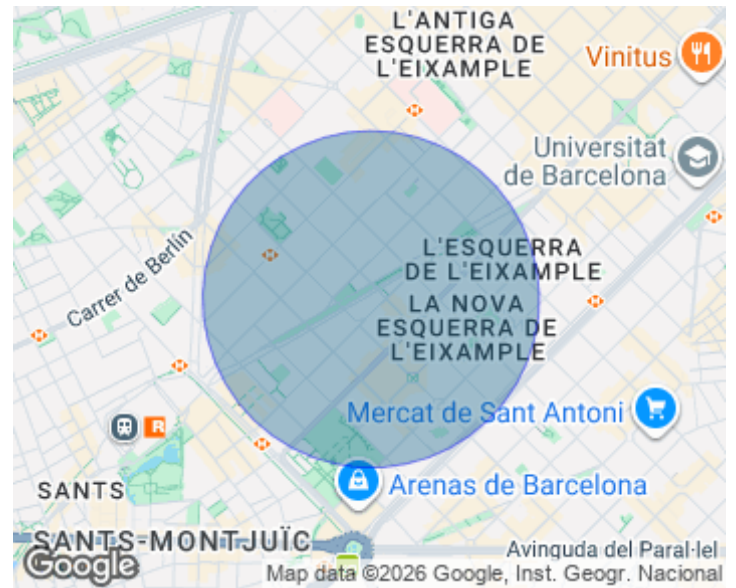 L'ANTIGA
ESQUERRA DE
L'EIXAMPLE
Vinitus
Universitat
de Barcelona
L'ESQUERRA
DE L'EIXAMPLE
Carrer de Berlín
LA NOVA
ESQUERRA DE
L'EIXAMPLE
Mercat de Sant Antoni
R
SANTS
Arenas de Barcelona
SANTS-MONTJUÏC
Avinguda del Paral·lel
Google
Map data ©2026 Google, Inst. Geogr. Nacional